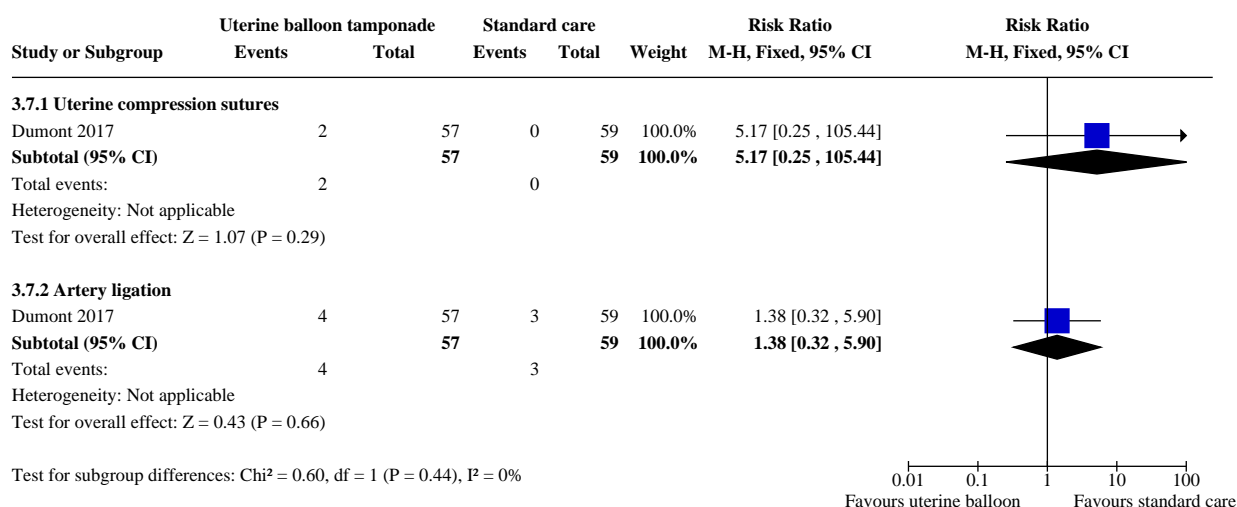 Uterine balloon tamponade Standard care Risk Ratio Risk Ratio
Study or Subgroup Events Total Events Total Weight M-H, Fixed, 95% CI M-H, Fixed, 95% CI
3.7.1 Uterine compression sutures
Dumont 2017 2 57 0 59 100.0% 5.17 [0.25 , 105.44]
Subtotal (95% CI) 57 59 100.0% 5.17 [0.25 , 105.44]
Total events: 2 0
Heterogeneity: Not applicable
Test for overall effect: Z = 1.07 (P = 0.29)
3.7.2 Artery ligation
Dumont 2017 4 57 3 59 100.0% 1.38 [0.32 , 5.90]
Subtotal (95% CI) 57 59 100.0% 1.38 [0.32 , 5.90]
Total events: 4 3
Heterogeneity: Not applicable
Test for overall effect: Z = 0.43 (P = 0.66)
Test for subgroup differences: Chi² = 0.60, df = 1 (P = 0.44), I² = 0%
0.01 0.1 1 10 100
Favours uterine balloon Favours standard care